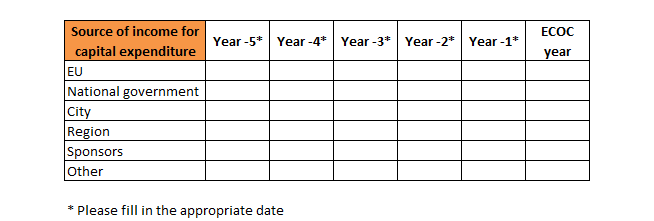 Source of income for capital expenditure Year -5* Year -4* Year -3* Year -2* Year -1* ECOC year
EU
National government
City
Region
Sponsors
Other
* Please fill in the appropriate date